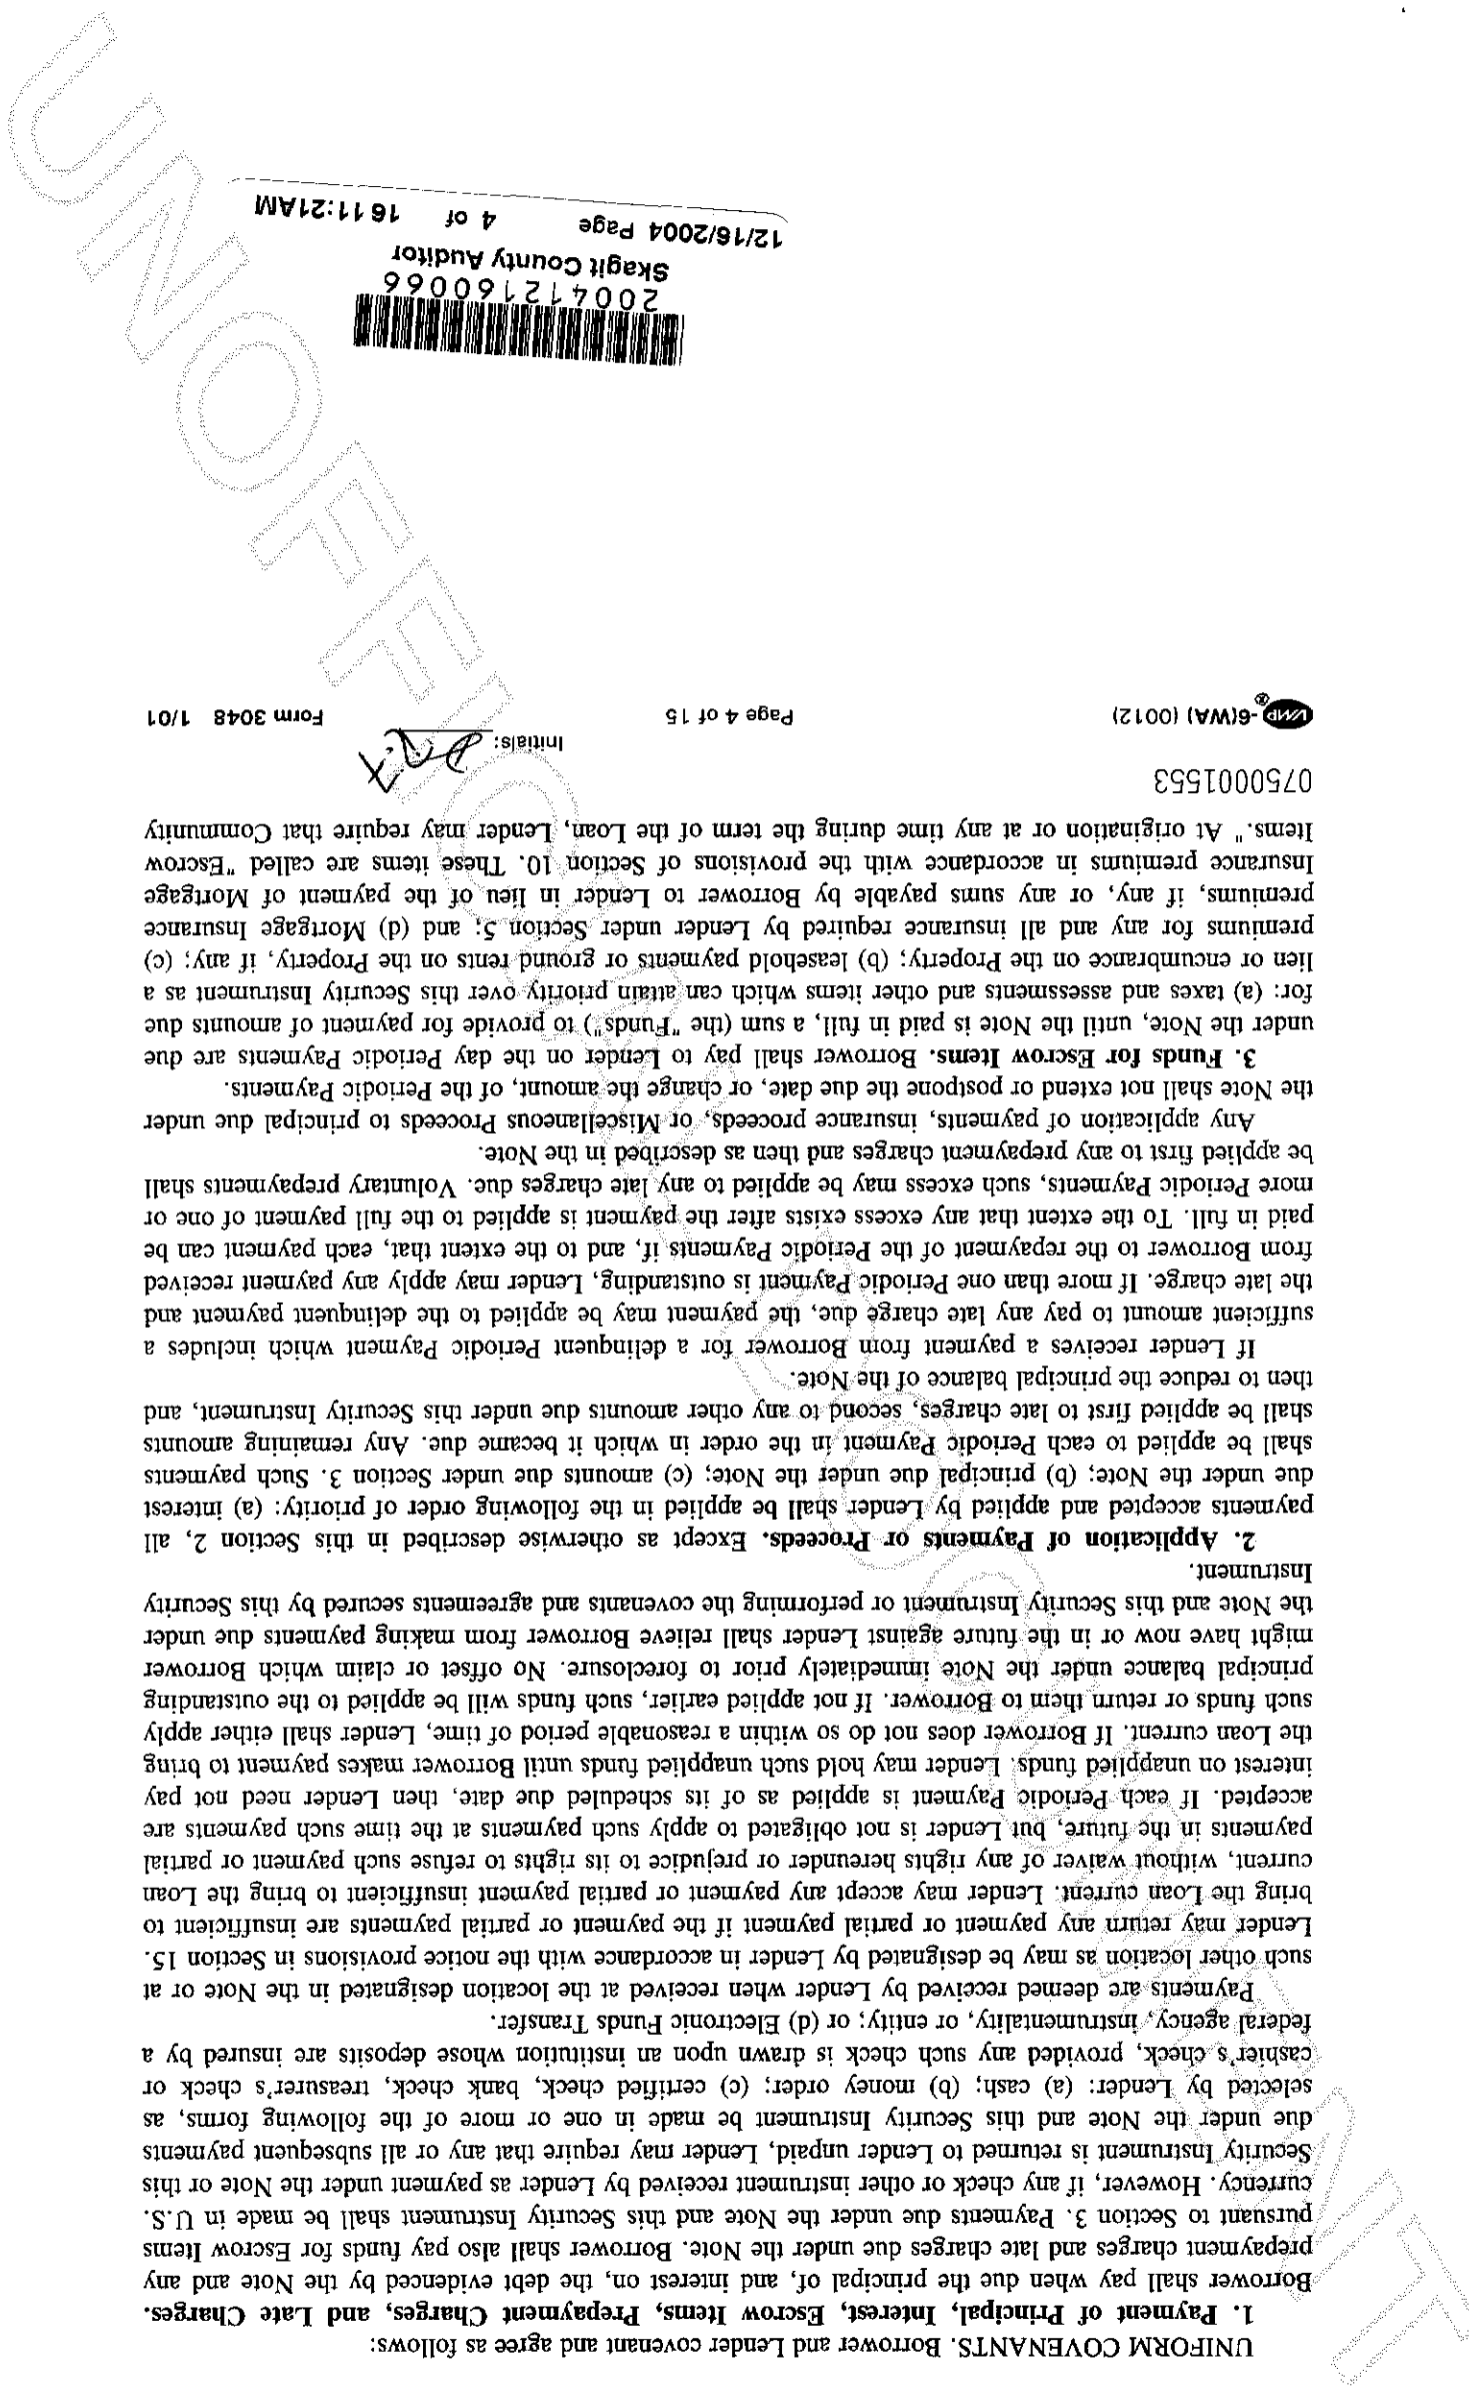 UNIFORM COVENANTS. Borrower and Lender covenant and agree as follows:
1. Payment of Principal, Interest, Escrow Items, Prepayment Charges, and Late Charges.
Borrower shall pay when due the principal of, and interest on, the debt evidenced by the Note and any
prepayment charges and late charges due under the Note. Borrower shall also pay funds for Escrow Items
pursuant to Section 3. Payments due under the Note and this Security Instrument shall be made in U.S.
currency. However, if any check or other instrument received by Lender as payment under the Note or this
Security Instrument is returned to Lender unpaid, Lender may require that any or all subsequent payments
due under the Note and this Security Instrument be made in one or more of the following forms, as
selected by Lender: (a) cash; (b) money order; (c) certified check, bank check, treasurer's check or
cashier's check, provided any such check is drawn upon an institution whose deposits are insured by a
federal agency, instrumentality, or entity; or (d) Electronic Funds Transfer.
Payments are deemed received by Lender when received at the location designated in the Note or at
such other location as may be designated by Lender in accordance with the notice provisions in Section 15.
Lender may return any payment or partial payment if the payment or partial payments are insufficient to
bring the Loan current. Lender may accept any payment or partial payment insufficient to bring the Loan
current, without waiver of any rights hereunder or prejudice to its rights to refuse such payment or partial
payments in the future, but Lender is not obligated to apply such payments at the time such payments are
accepted. If each Periodic Payment is applied as of its scheduled due date, then Lender need not pay
interest on unapplied funds. Lender may hold such unapplied funds until Borrower makes payment to bring
the Loan current. If Borrower does not do so within a reasonable period of time, Lender shall either apply
such funds or return them to Borrower. If not applied earlier, such funds will be applied to the outstanding
principal balance under the Note immediately prior to foreclosure. No offset or claim which Borrower
might have now or in the future against Lender shall relieve Borrower from making payments due under
the Note and this Security Instrument or performing the covenants and agreements secured by this Security
Instrument.
2. Application of Payments or Proceeds. Except as otherwise described in this Section 2, all
payments accepted and applied by Lender shall be applied in the following order of priority: (a) interest
due under the Note; (b) principal due under the Note; (c) amounts due under Section 3. Such payments
shall be applied to each Periodic Payment in the order in which it became due. Any remaining amounts
shall be applied first to late charges, second to any other amounts due under this Security Instrument, and
then to reduce the principal balance of the Note.
If Lender receives a payment from Borrower for a delinquent Periodic Payment which includes a
sufficient amount to pay any late charge due, the payment may be applied to the delinquent payment and
the late charge. If more than one Periodic Payment is outstanding, Lender may apply any payment received
from Borrower to the repayment of the Periodic Payments if, and to the extent that, each payment can be
paid in full. To the extent that any excess exists after the payment is applied to the full payment of one or
more Periodic Payments, such excess may be applied to any late charges due. Voluntary prepayments shall
be applied first to any prepayment charges and then as described in the Note.
Any application of payments, insurance proceeds, or Miscellaneous Proceeds to principal due under
the Note shall not extend or postpone the due date, or change the amount, of the Periodic Payments.
3. Funds for Escrow Items. Borrower shall pay to Lender on the day Periodic Payments are due
under the Note, until the Note is paid in full, a sum (the "Funds") to provide for payment of amounts due
for: (a) taxes and assessments and other items which can attain priority over this Security Instrument as a
lien or encumbrance on the Property; (b) leasehold payments or ground rents on the Property, if any; (c)
premiums for any and all insurance required by Lender under Section 5; and (d) Mortgage Insurance
premiums, if any, or any sums payable by Borrower to Lender in lieu of the payment of Mortgage
Insurance premiums in accordance with the provisions of Section 10. These items are called "Escrow
Items." At origination or at any time during the term of the Loan, Lender may require that Community
0750001553
Initials:
VMP®-6(WA) (0012) Page 4 of 15 Form 3048 1/01
200412160066
Skagit County Auditor
12/16/2004 Page 4 of 16 11:21AM
UNOFFICIAL DOCUMENT